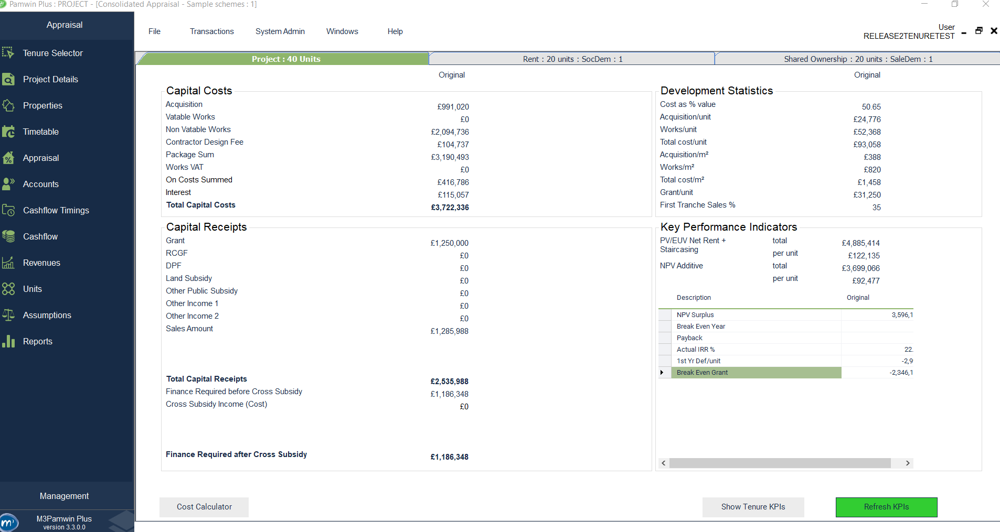 Pamwin Plus : PROJECT - [Consolidated Appraisal - Sample schemes : 1]
Appraisal
File Transactions System Admin Windows Help
User
RELEASE2TENURETEST
Tenure Selector
Project Details
Properties
Timetable
Appraisal
Accounts
Cashflow Timings
Cashflow
Revenues
Units
Assumptions
Reports
Management
M3Pamwin Plus
version 3.3.0.0
m³
Project : 40 Units
Rent : 20 units : SocDem : 1
Shared Ownership : 20 units : SaleDem : 1
Original
Capital Costs
Acquisition £991,020
Vatable Works £0
Non Vatable Works £2,094,736
Contractor Design Fee £104,737
Package Sum £3,190,493
Works VAT £0
On Costs Summed £416,786
Interest £115,057
Total Capital Costs £3,722,336
Capital Receipts
Grant £1,250,000
RCGF £0
DPF £0
Land Subsidy £0
Other Public Subsidy £0
Other Income 1 £0
Other Income 2 £0
Sales Amount £1,285,988
Total Capital Receipts £2,535,988
Finance Required before Cross Subsidy £1,186,348
Cross Subsidy Income (Cost) £0
Finance Required after Cross Subsidy £1,186,348
Original
Development Statistics
Cost as % value 50.65
Acquisition/unit £24,776
Works/unit £52,368
Total cost/unit £93,058
Acquisition/m² £388
Works/m² £820
Total cost/m² £1,458
Grant/unit £31,250
First Tranche Sales % 35
Key Performance Indicators
PV/EUV Net Rent + total £4,885,414
Staircasing
per unit £122,135
NPV Additive total £3,699,066
per unit £92,477
Description Original
NPV Surplus 3,596,1
Break Even Year
Payback
Actual IRR % 22.
1st Yr Def/unit -2,9
Break Even Grant -2,346,1
Cost Calculator
Show Tenure KPIs
Refresh KPIs